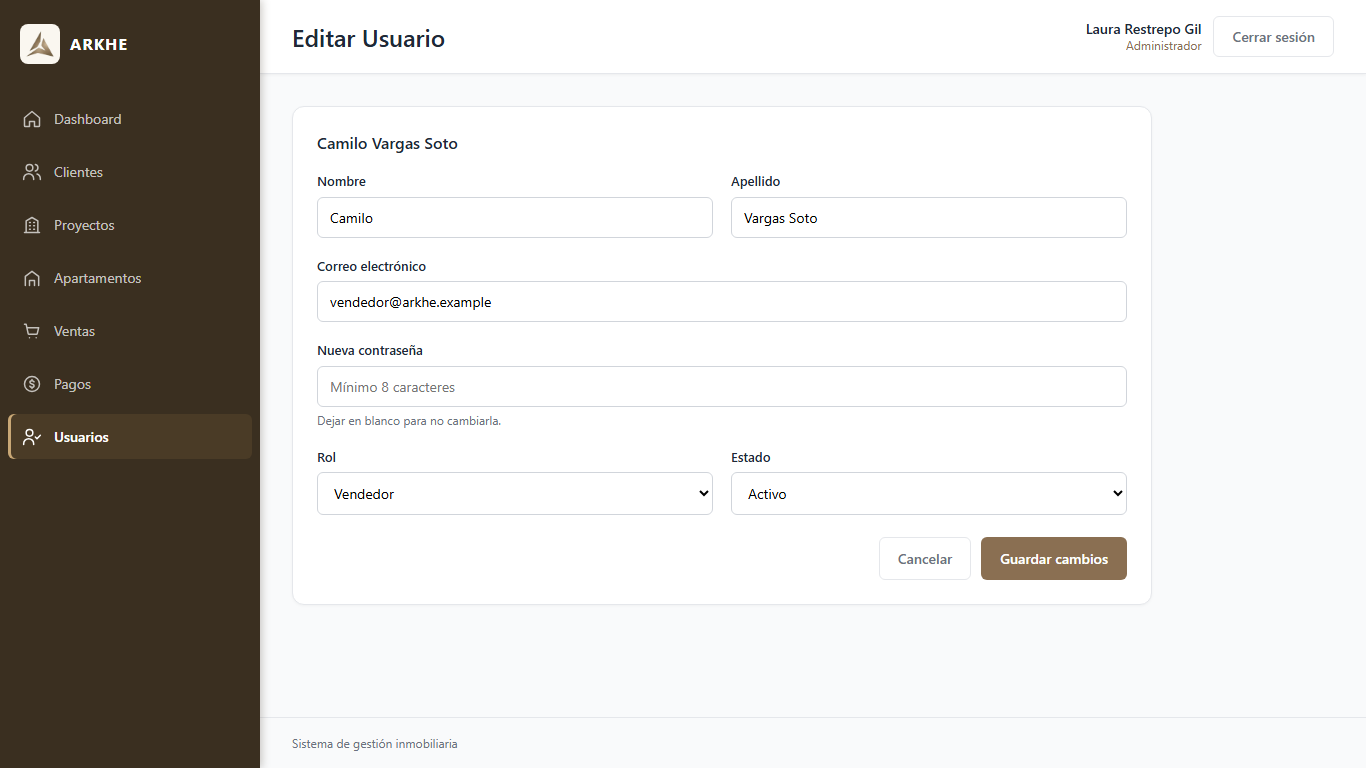 ARKHE
Dashboard
Clientes
Proyectos
Apartamentos
Ventas
Pagos
Usuarios
Editar Usuario
Laura Restrepo Gil
Administrador
Cerrar sesión
Camilo Vargas Soto
Nombre
Apellido
Camilo
Vargas Soto
Correo electrónico
vendedor@arkhe.example
Nueva contraseña
Mínimo 8 caracteres
Dejar en blanco para no cambiarla.
Rol
Estado
Vendedor
Activo
Cancelar
Guardar cambios
Sistema de gestión inmobiliaria